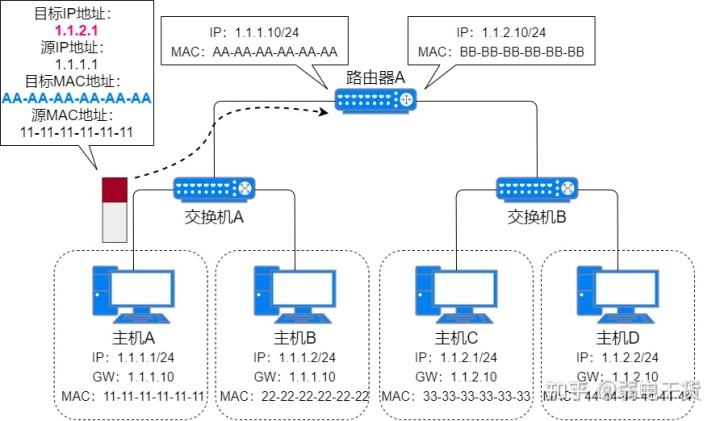 目标IP地址：
1.1.2.1
源IP地址：
1.1.1.1
目标MAC地址：
AA-AA-AA-AA-AA-AA
源MAC地址：
11-11-11-11-11-11
IP：1.1.1.10/24
MAC：AA-AA-AA-AA-AA-AA
IP：1.1.2.10/24
MAC：BB-BB-BB-BB-BB-BB
路由器A
交换机A
交换机B
主机A
IP：1.1.1.1/24
GW：1.1.1.10
MAC：11-11-11-11-11-11
主机B
IP：1.1.1.2/24
GW：1.1.1.10
MAC：22-22-22-22-22-22
主机C
IP：1.1.2.1/24
GW：1.1.2.10
MAC：33-33-33-33-33-33
主机D
IP：1.1.2.2/24
GW：1.1.2.10
MAC：44-44-44-44-44-44
知乎 @弱电干货